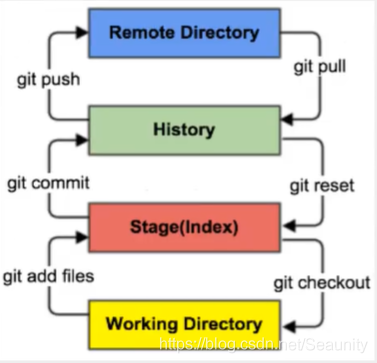 Remote Directory
git push
git pull
History
git commit
git reset
Stage(Index)
git add files
git checkout
Working Directory
https://blog.csdn.net/Seaunity